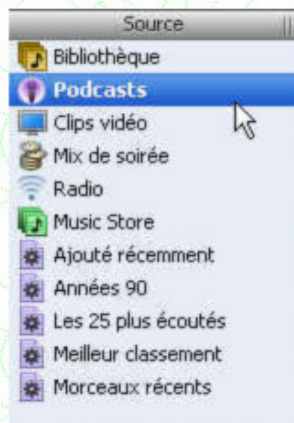 Source
Bibliothèque
Podcasts
Clips vidéo
Mix de soirée
Radio
Music Store
Ajouté récemment
Années 90
Les 25 plus écoutés
Meilleur classement
Morceaux récents